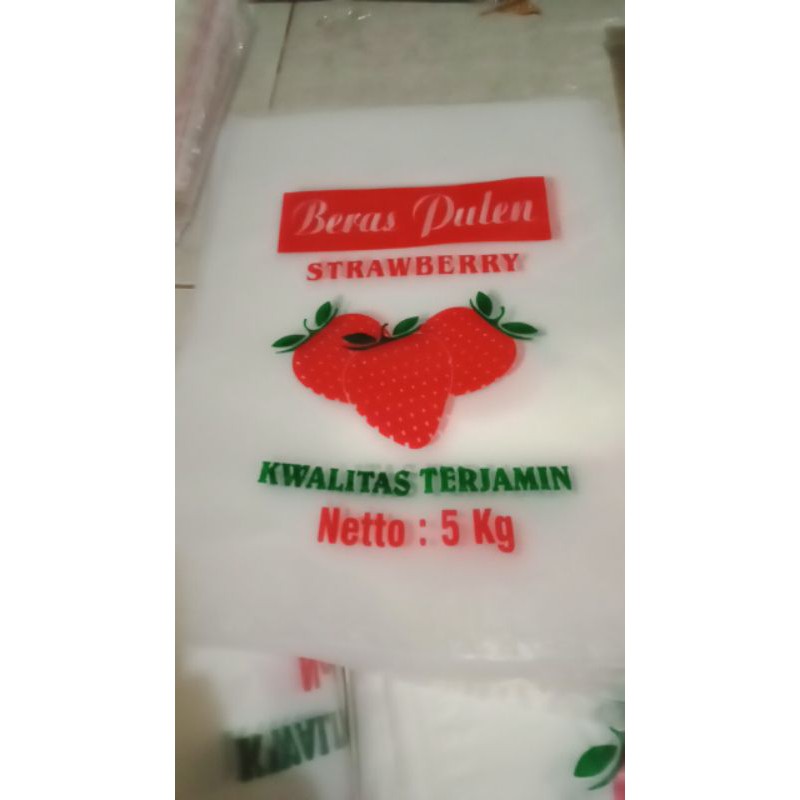 Beras Pulen
STRAWBERRY
KWALITAS TERJAMIN
Netto : 5 Kg